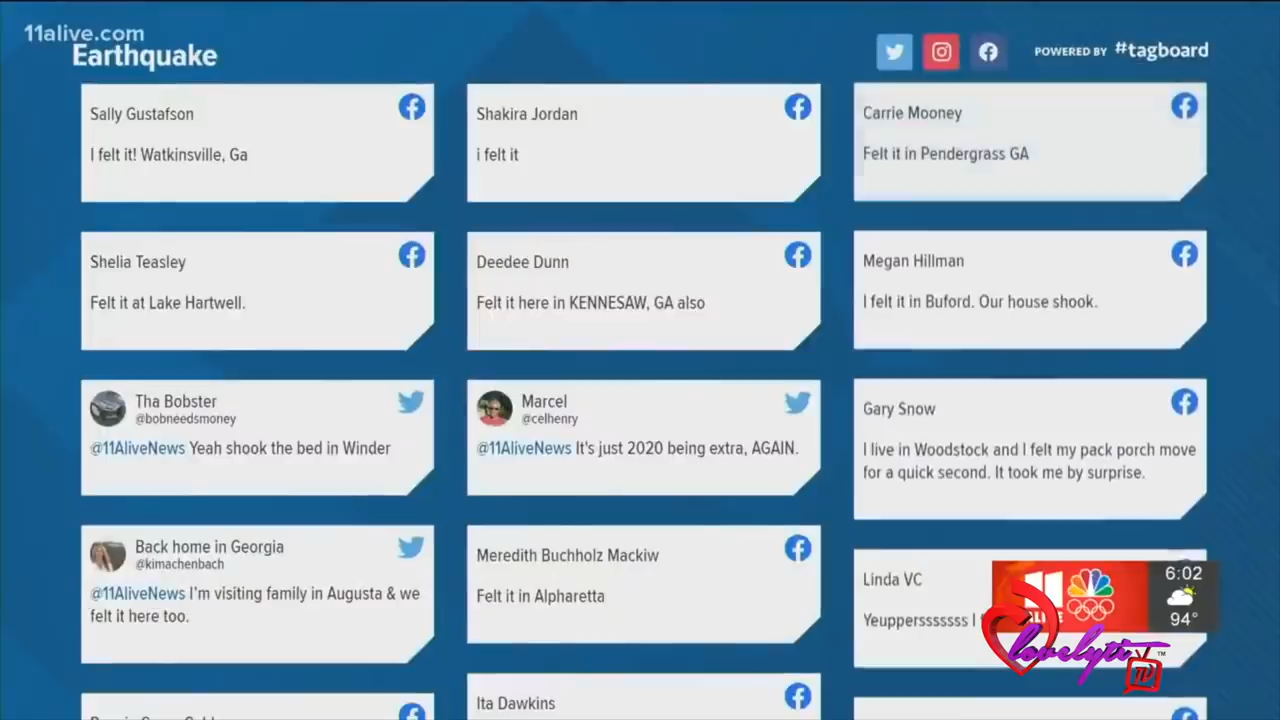 11alive.com
Earthquake
POWERED BY #tagboard
Sally Gustafson
I felt it! Watkinsville, Ga
Shakira Jordan
i felt it
Carrie Mooney
Felt it in Pendergrass GA
Shelia Teasley
Felt it at Lake Hartwell.
Deedee Dunn
Felt it here in KENNESAW, GA also
Megan Hillman
I felt it in Buford. Our house shook.
Tha Bobster
@bobneedsmoney
@11AliveNews Yeah shook the bed in Winder
Marcel
@celhenry
@11AliveNews It's just 2020 being extra, AGAIN.
Gary Snow
I live in Woodstock and I felt my pack porch move
for a quick second. It took me by surprise.
Back home in Georgia
@kimachenbach
@11AliveNews I'm visiting family in Augusta & we
felt it here too.
Meredith Buchholz Mackiw
Felt it in Alpharetta
Linda VC
Yeuppersssssss I
Ita Dawkins
11
6:02
94°
lovelyti
TV
™